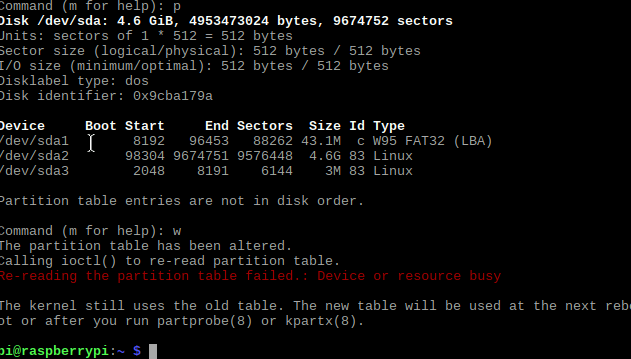 Command (m for help): p
Disk /dev/sda: 4.6 GiB, 4953473024 bytes, 9674752 sectors
Units: sectors of 1 * 512 = 512 bytes
Sector size (logical/physical): 512 bytes / 512 bytes
I/O size (minimum/optimal): 512 bytes / 512 bytes
Disklabel type: dos
Disk identifier: 0x9cba179a
Device Boot Start End Sectors Size Id Type
/dev/sda1 8192 96453 88262 43.1M c W95 FAT32 (LBA)
/dev/sda2 98304 9674751 9576448 4.6G 83 Linux
/dev/sda3 2048 8191 6144 3M 83 Linux
Partition table entries are not in disk order.
Command (m for help): w
The partition table has been altered.
Calling ioctl() to re-read partition table.
Re-reading the partition table failed.: Device or resource busy
The kernel still uses the old table. The new table will be used at the next rebo
ot or after you run partprobe(8) or kpartx(8).
pi@raspberrypi:~ $